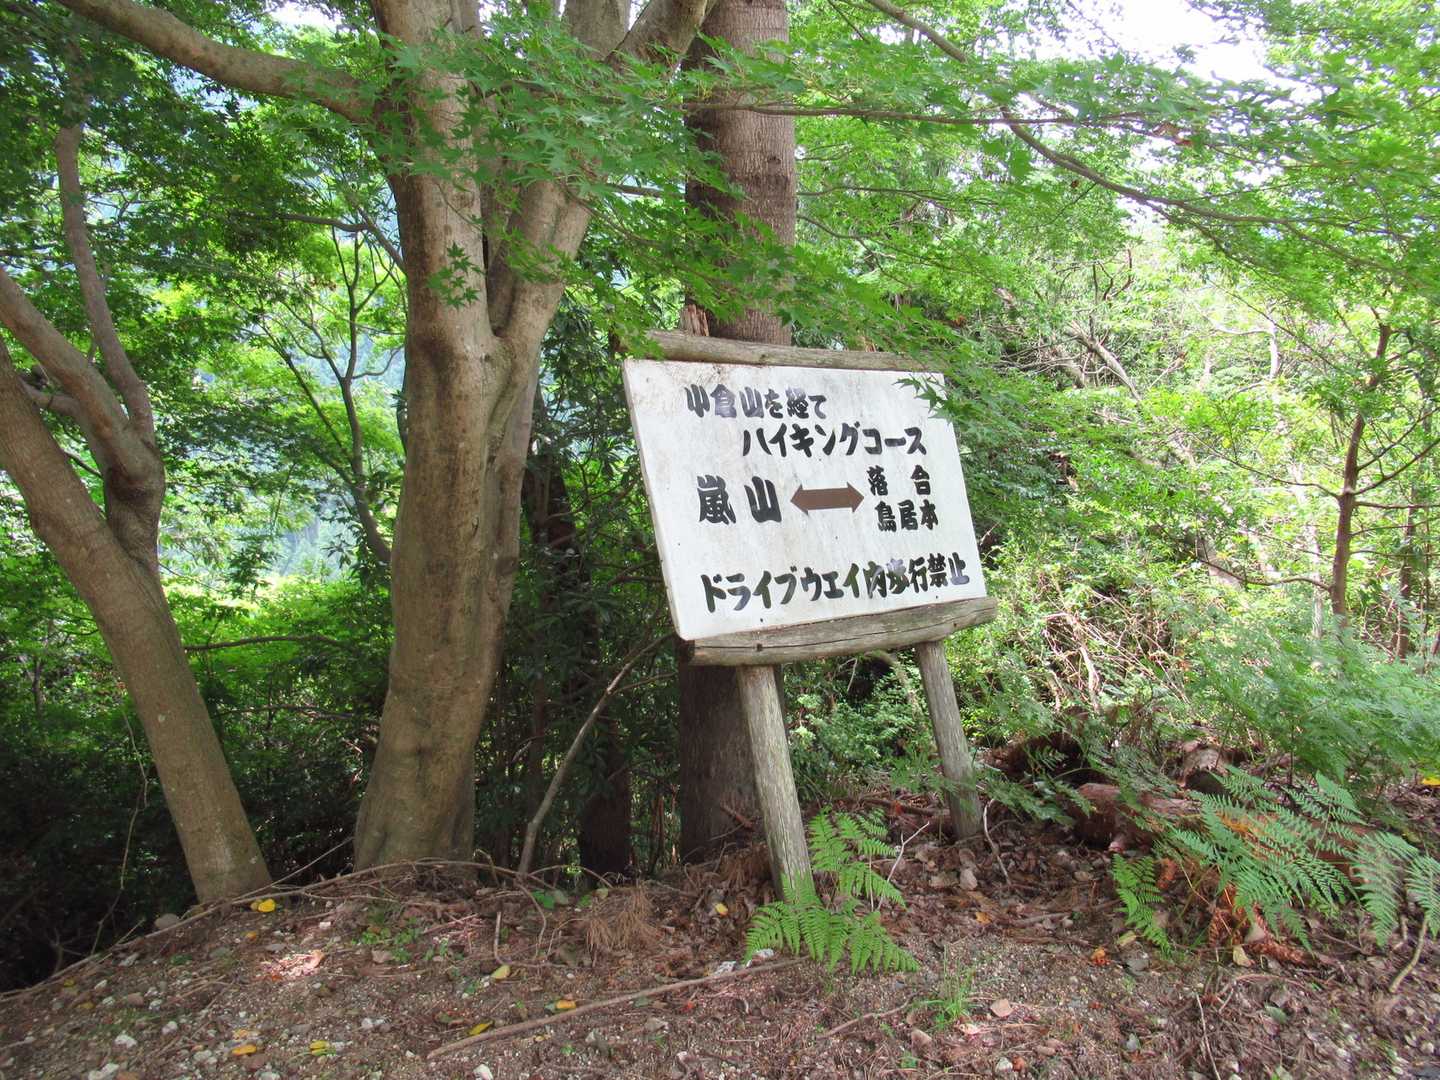 小倉山を経て
ハイキングコース
嵐山 ⟷ 落合
鳥居本
ドライブウエイ内歩行禁止